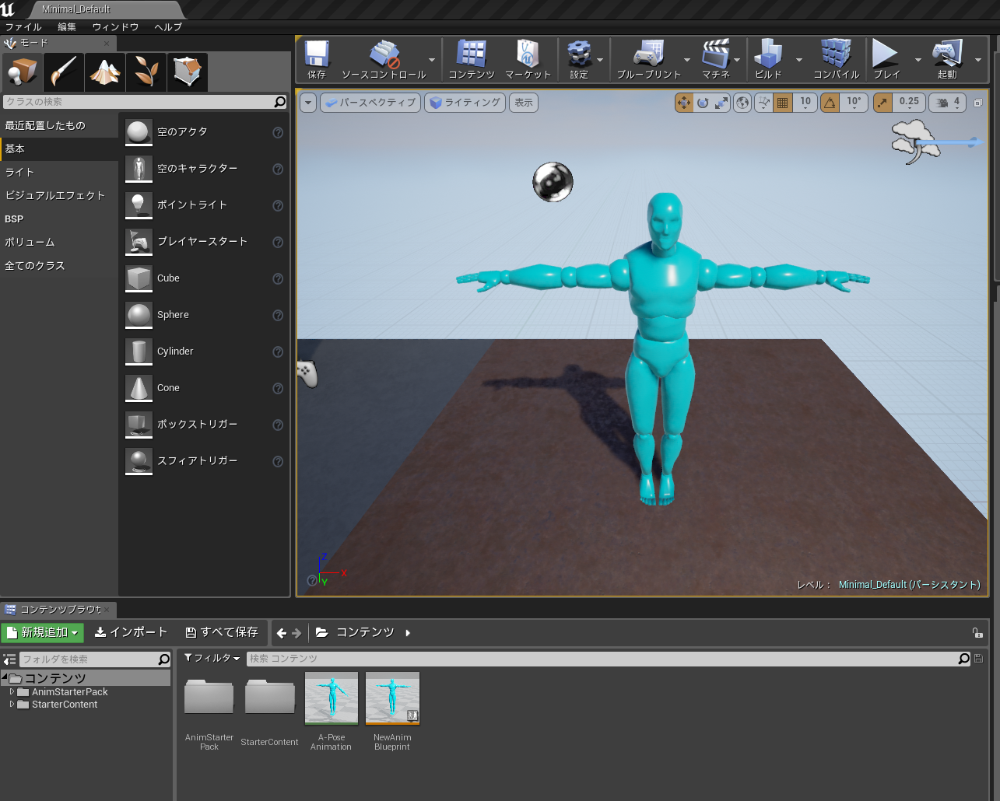 Minimal_Default
ファイル 編集 ウィンドウ ヘルプ
モード
保存 ソースコントロール コンテンツ マーケット 設定 ブループリント マチネ ビルド コンパイル プレイ 起動
クラスの検索
最近配置したもの
基本
ライト
ビジュアルエフェクト
BSP
ボリューム
全てのクラス
空のアクタ
空のキャラクター
ポイントライト
プレイヤースタート
Cube
Sphere
Cylinder
Cone
ボックストリガー
スフィアトリガー
パースペクティブ ライティング 表示 10 10° 0.25 4
Z
X
Y
レベル： Minimal_Default (パーシスタント)
コンテンツブラウザ
新規追加 インポート すべて保存 コンテンツ
フォルダを検索
コンテンツ
AnimStarterPack
StarterContent
フィルタ 検索 コンテンツ
AnimStarter
Pack
StarterContent
A-Pose
Animation
NewAnim
Blueprint